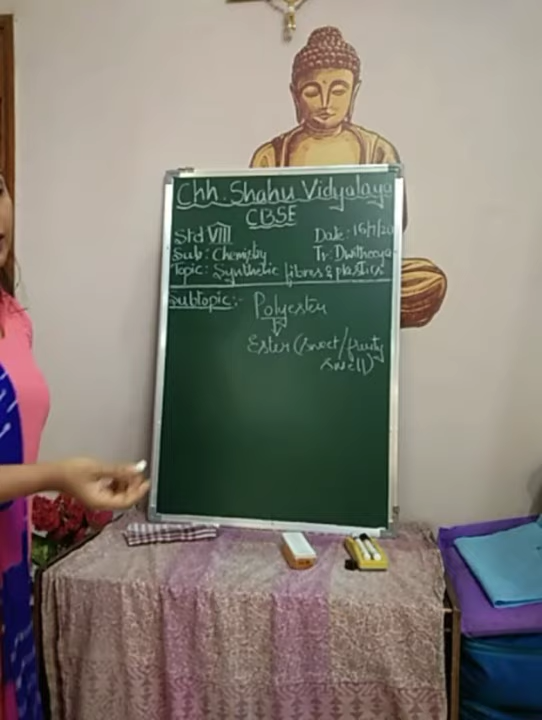 Chh. Shahu Vidyalaya
CBSE
Std VIII Date: 16/7/20
Sub: Chemistry Tr: Dwithooya
Topic: Synthetic fibres & plastics
Subtopic:- Polyester
Ester (sweet/fruity
smell)